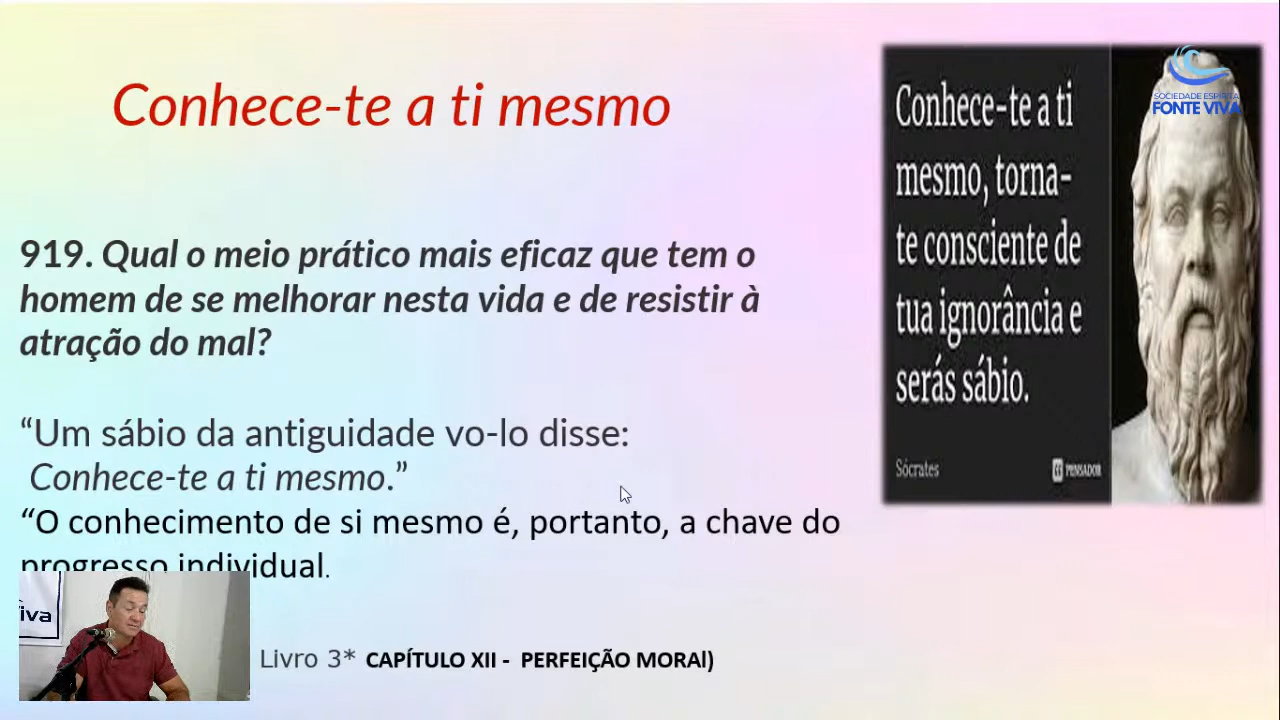 Conhece-te a ti mesmo
919. Qual o meio prático mais eficaz que tem o
homem de se melhorar nesta vida e de resistir à
atração do mal?
“Um sábio da antiguidade vo-lo disse:
Conhece-te a ti mesmo.”
“O conhecimento de si mesmo é, portanto, a chave do
progresso individual.
Livro 3* CAPÍTULO XII - PERFEIÇÃO MORAl)
Conhece-te a ti
mesmo, torna-
te consciente de
tua ignorância e
serás sábio.
Sócrates
PENSADOR
SOCIEDADE ESPÍRITA
FONTE VIVA
iva